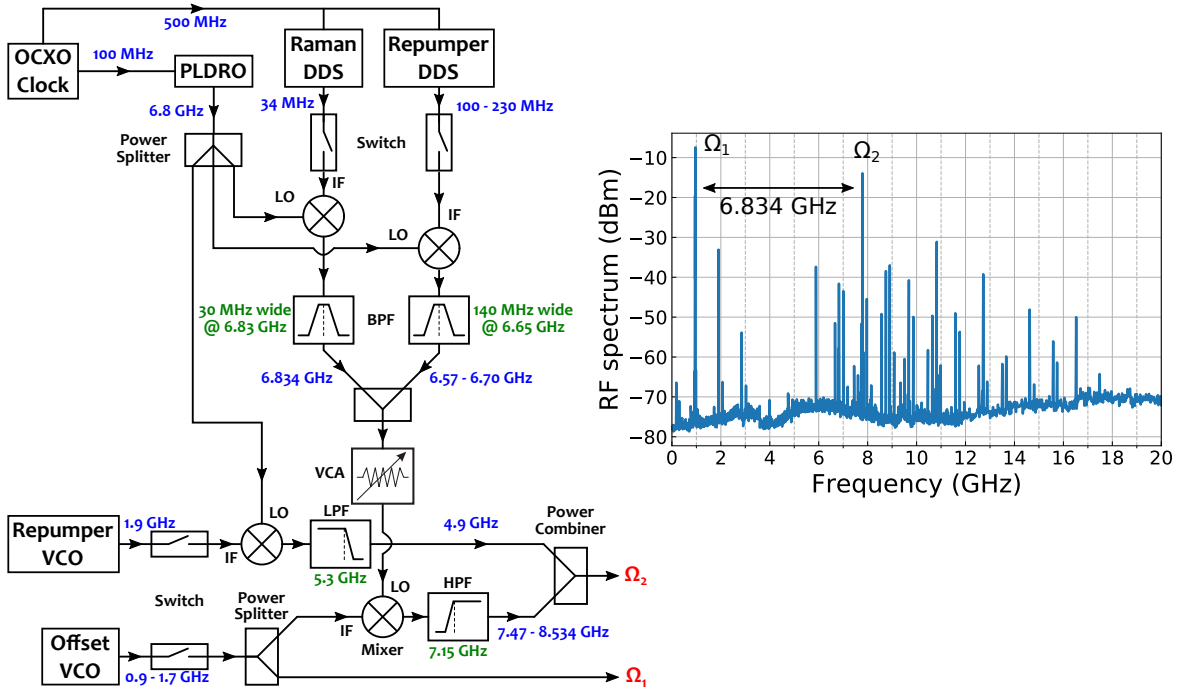 500 MHz
OCXO
Clock
100 MHz
PLDRO
Raman
DDS
Repumper
DDS
6.8 GHz
34 MHz
100 - 230 MHz
Power
Splitter
Switch
IF
LO
IF
LO
30 MHz wide
@ 6.83 GHz
BPF
140 MHz wide
@ 6.65 GHz
6.834 GHz
6.57 - 6.70 GHz
VCA
Repumper
VCO
1.9 GHz
LO
IF
LPF
5.3 GHz
4.9 GHz
Power
Combiner
Ω2
Switch
Power
Splitter
LO
IF
HPF
Mixer
7.15 GHz
7.47 - 8.534 GHz
Offset
VCO
0.9 - 1.7 GHz
Ω1
RF spectrum (dBm)
−10
−20
−30
−40
−50
−60
−70
−80
Ω1
Ω2
6.834 GHz
0 2 4 6 8 10 12 14 16 18 20
Frequency (GHz)